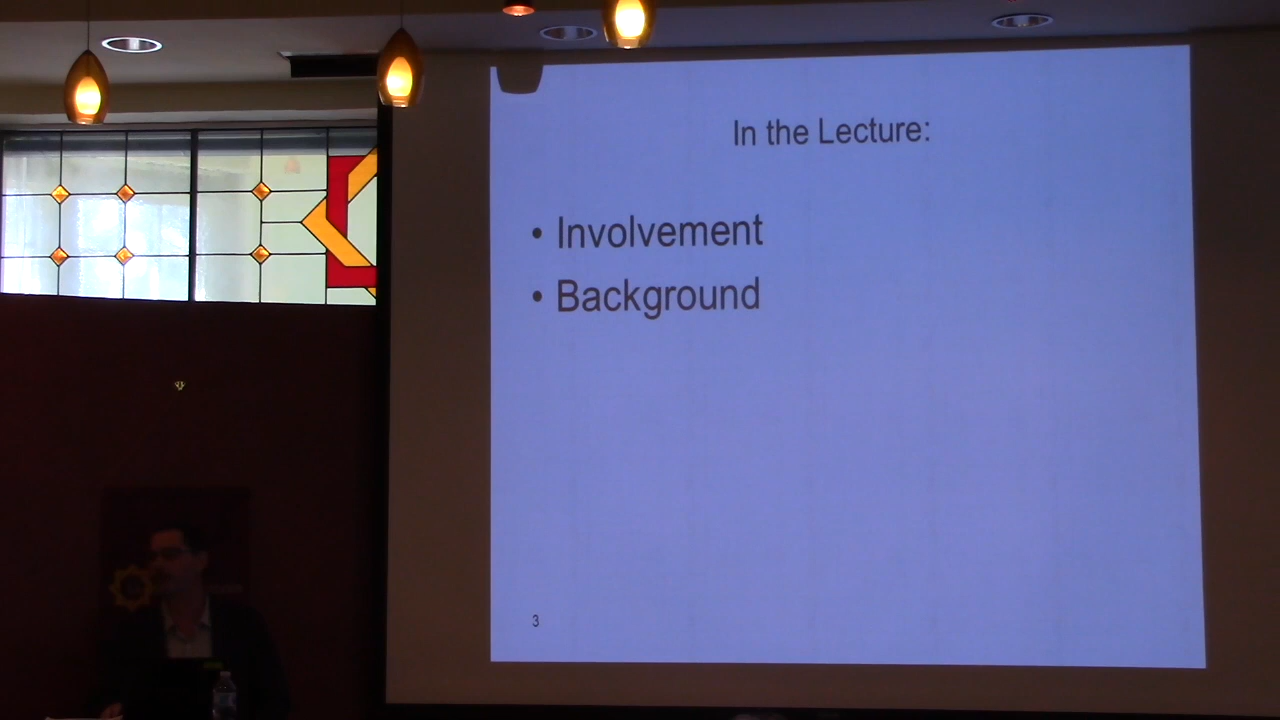 In the Lecture:
• Involvement
• Background
3